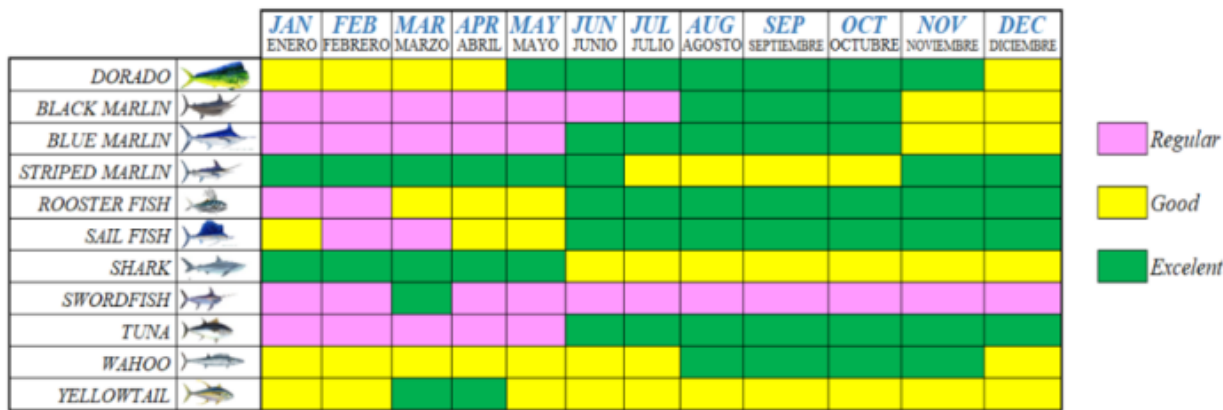 JAN FEB MAR APR MAY JUN JUL AUG SEP OCT NOV DEC
ENERO FEBRERO MARZO ABRIL MAYO JUNIO JULIO AGOSTO SEPTIEMBRE OCTUBRE NOVIEMBRE DICIEMBRE
DORADO
BLACK MARLIN
BLUE MARLIN
STRIPED MARLIN
ROOSTER FISH
SAIL FISH
SHARK
SWORDFISH
TUNA
WAHOO
YELLOWTAIL
Regular
Good
Excelent